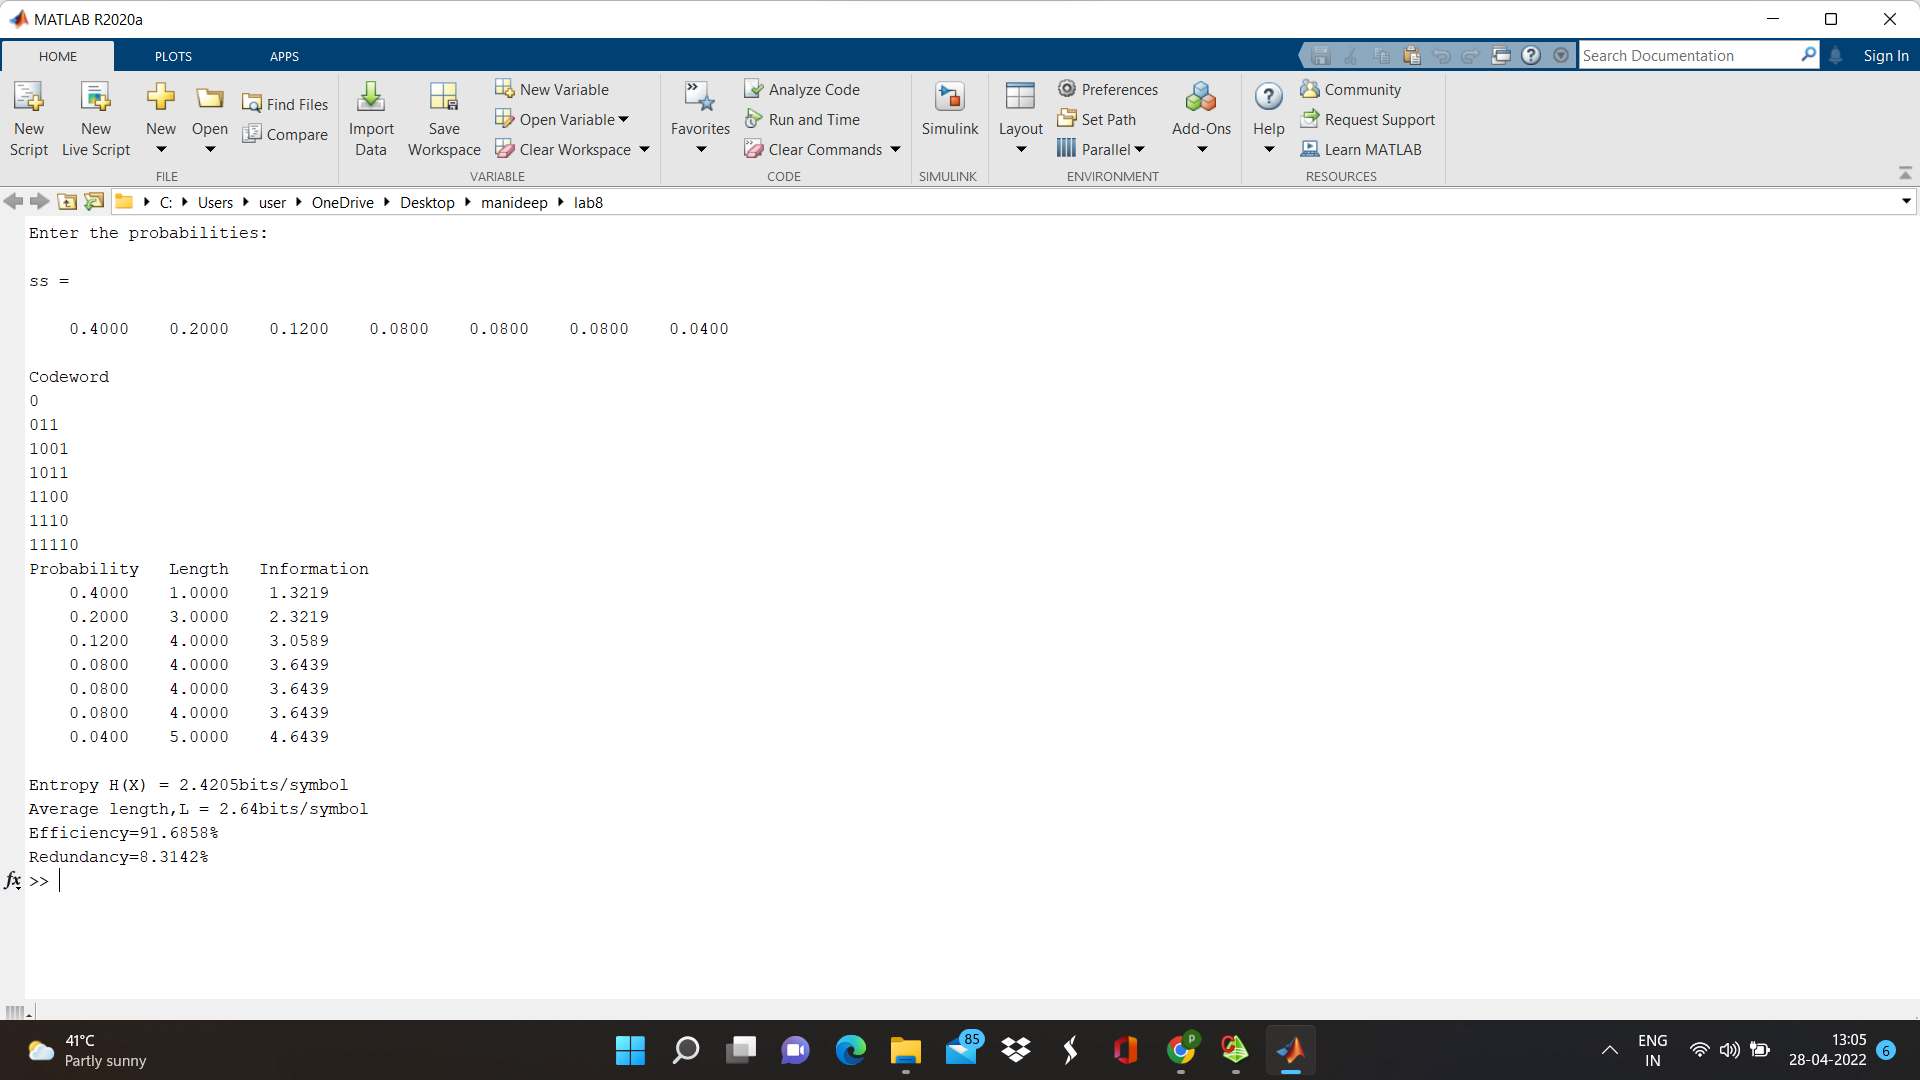 MATLAB R2020a
HOME PLOTS APPS
Search Documentation
Sign In
New Script
New Live Script
New
Open
Find Files
Compare
FILE
Import Data
Save Workspace
New Variable
Open Variable
Clear Workspace
VARIABLE
Favorites
Analyze Code
Run and Time
Clear Commands
CODE
Simulink
SIMULINK
Layout
Preferences
Set Path
Parallel
Add-Ons
ENVIRONMENT
Help
Community
Request Support
Learn MATLAB
RESOURCES
C: Users user OneDrive Desktop manideep lab8
Enter the probabilities:
ss =
0.4000 0.2000 0.1200 0.0800 0.0800 0.0800 0.0400
Codeword
0
011
1001
1011
1100
1110
11110
Probability Length Information
0.4000 1.0000 1.3219
0.2000 3.0000 2.3219
0.1200 4.0000 3.0589
0.0800 4.0000 3.6439
0.0800 4.0000 3.6439
0.0800 4.0000 3.6439
0.0400 5.0000 4.6439
Entropy H(X) = 2.4205bits/symbol
Average length,L = 2.64bits/symbol
Efficiency=91.6858%
Redundancy=8.3142%
fx >>
41°C
Partly sunny
85
P
ENG
IN
13:05
28-04-2022
6